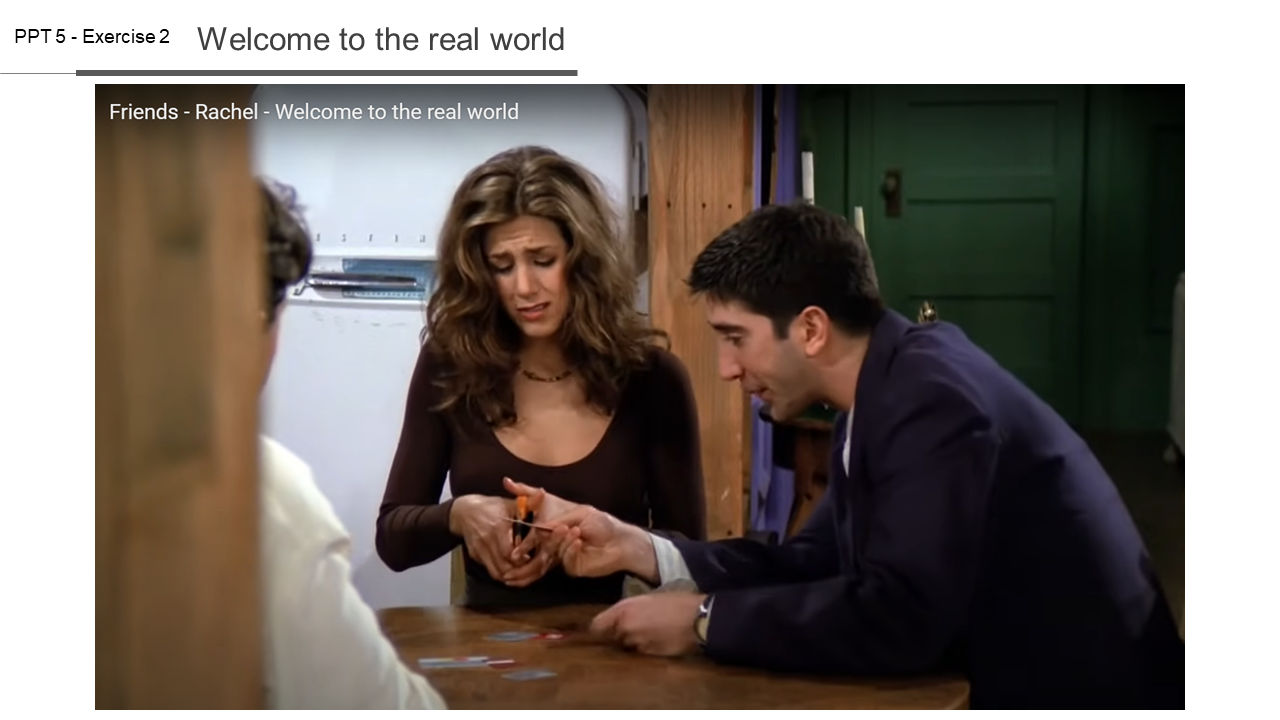 PPT 5 - Exercise 2
Welcome to the real world
Friends - Rachel - Welcome to the real world